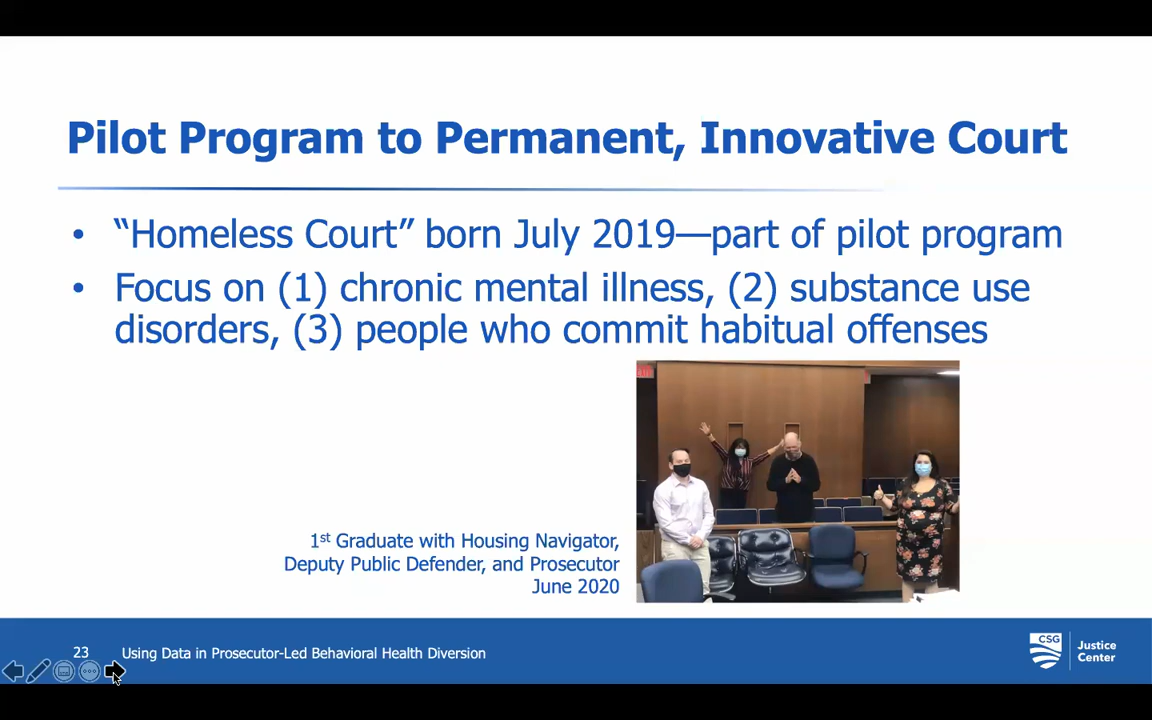 Pilot Program to Permanent, Innovative Court
• “Homeless Court” born July 2019—part of pilot program
• Focus on (1) chronic mental illness, (2) substance use
disorders, (3) people who commit habitual offenses
1st Graduate with Housing Navigator,
Deputy Public Defender, and Prosecutor
June 2020
23 Using Data in Prosecutor-Led Behavioral Health Diversion
CSG
Justice
Center